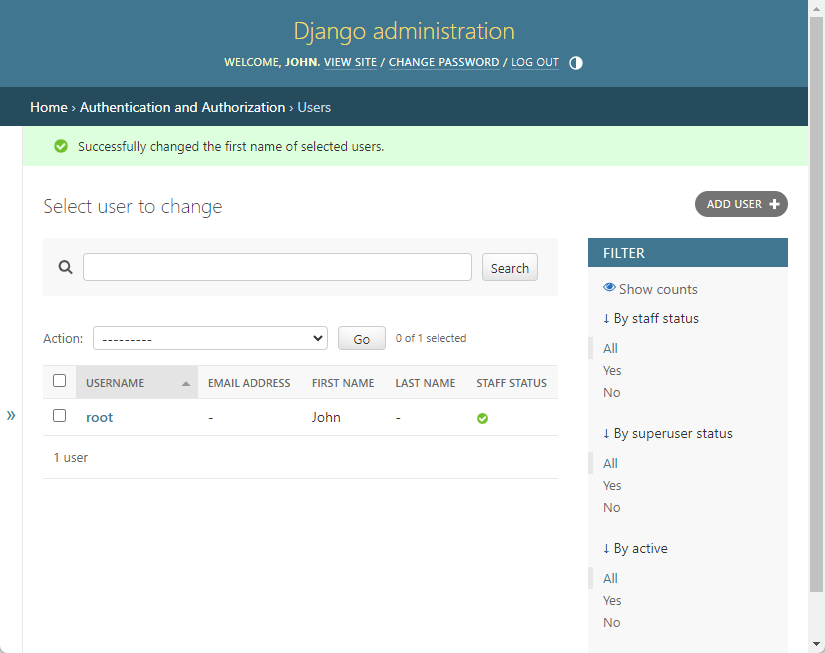 Django administration
WELCOME, JOHN. VIEW SITE / CHANGE PASSWORD / LOG OUT
Home › Authentication and Authorization › Users
Successfully changed the first name of selected users.
Select user to change
ADD USER
Search
Action: --------- Go 0 of 1 selected
USERNAME EMAIL ADDRESS FIRST NAME LAST NAME STAFF STATUS
root - John -
1 user
»
FILTER
Show counts
↓ By staff status
All
Yes
No
↓ By superuser status
All
Yes
No
↓ By active
All
Yes
No